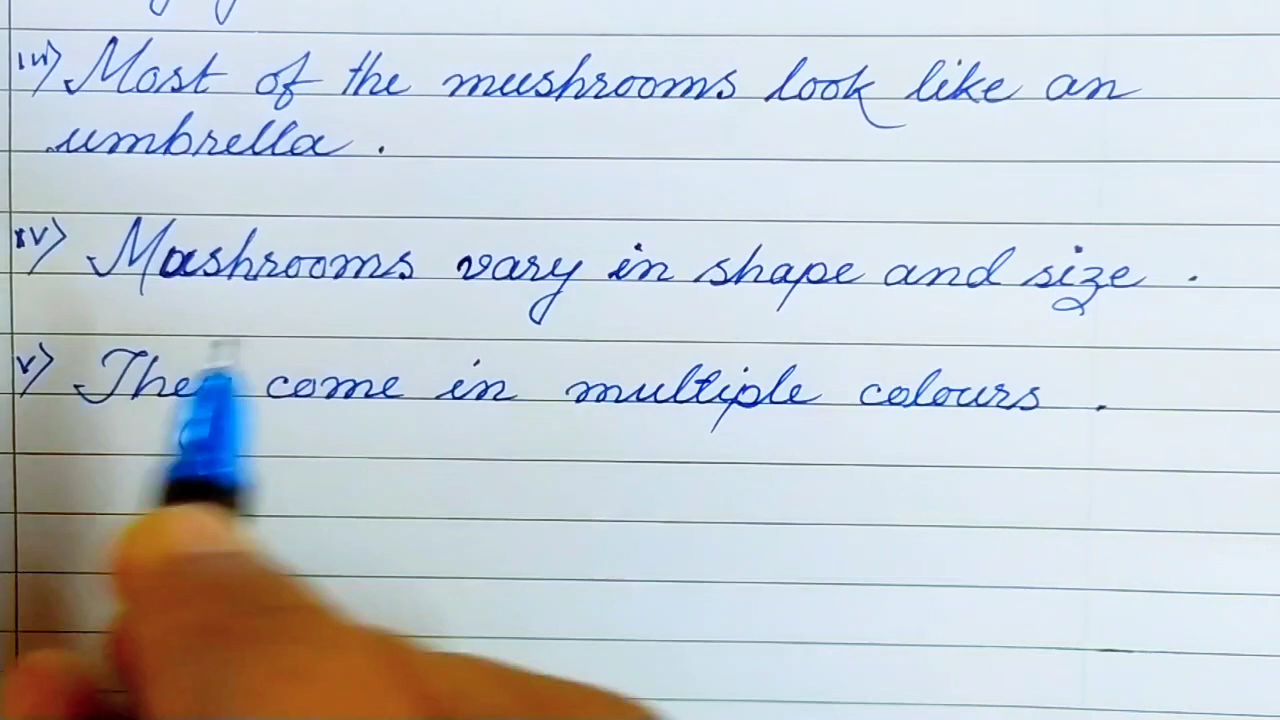 iii) Most of the mushrooms look like an
umbrella.
iv) Mushrooms vary in shape and size.
v) They come in multiple colours.